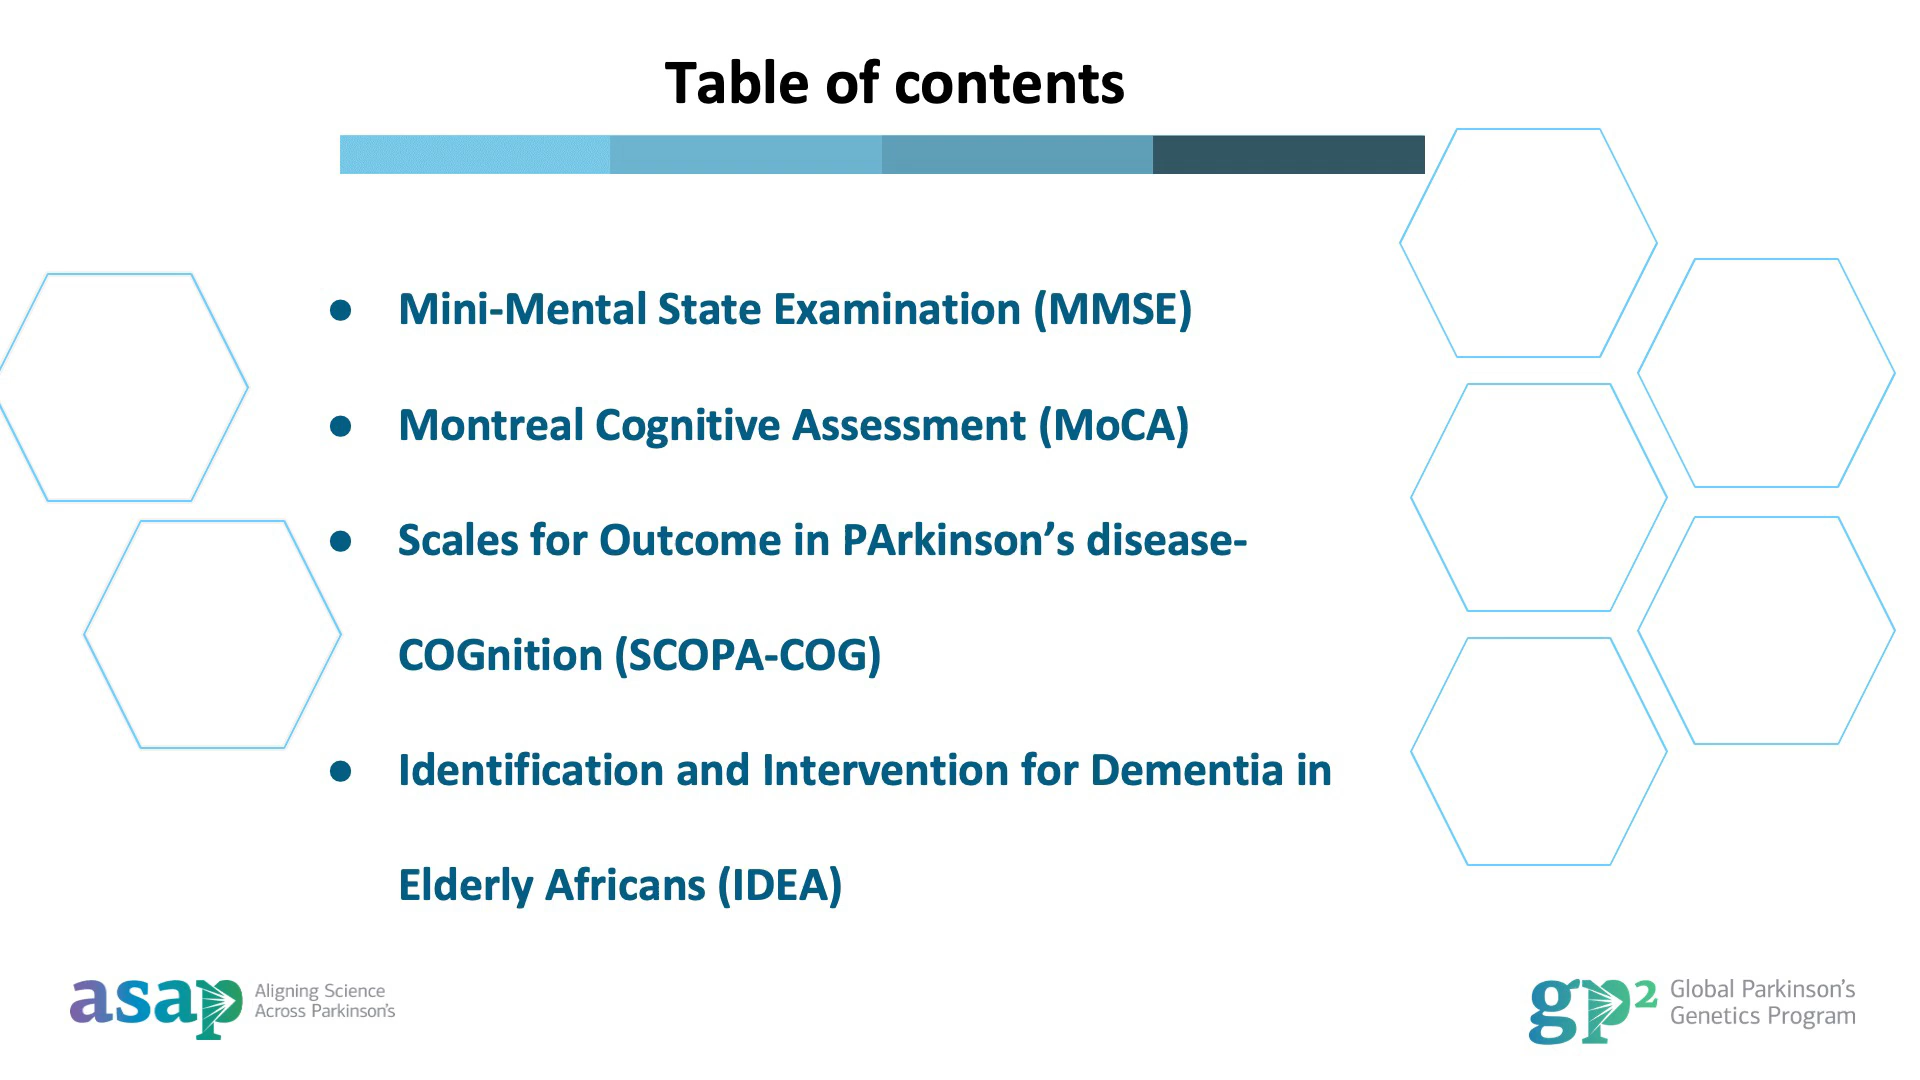 Table of contents
● Mini-Mental State Examination (MMSE)
● Montreal Cognitive Assessment (MoCA)
● Scales for Outcome in PArkinson’s disease-
COGnition (SCOPA-COG)
● Identification and Intervention for Dementia in
Elderly Africans (IDEA)
asap Aligning Science
Across Parkinson's
gp2 Global Parkinson's
Genetics Program